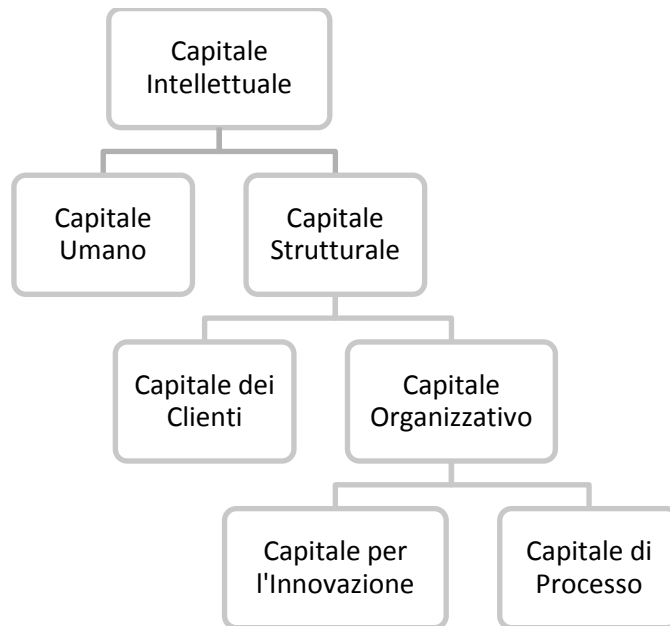 Capitale
Intellettuale
Capitale
Umano
Capitale
Strutturale
Capitale dei
Clienti
Capitale
Organizzativo
Capitale per
l'Innovazione
Capitale di
Processo